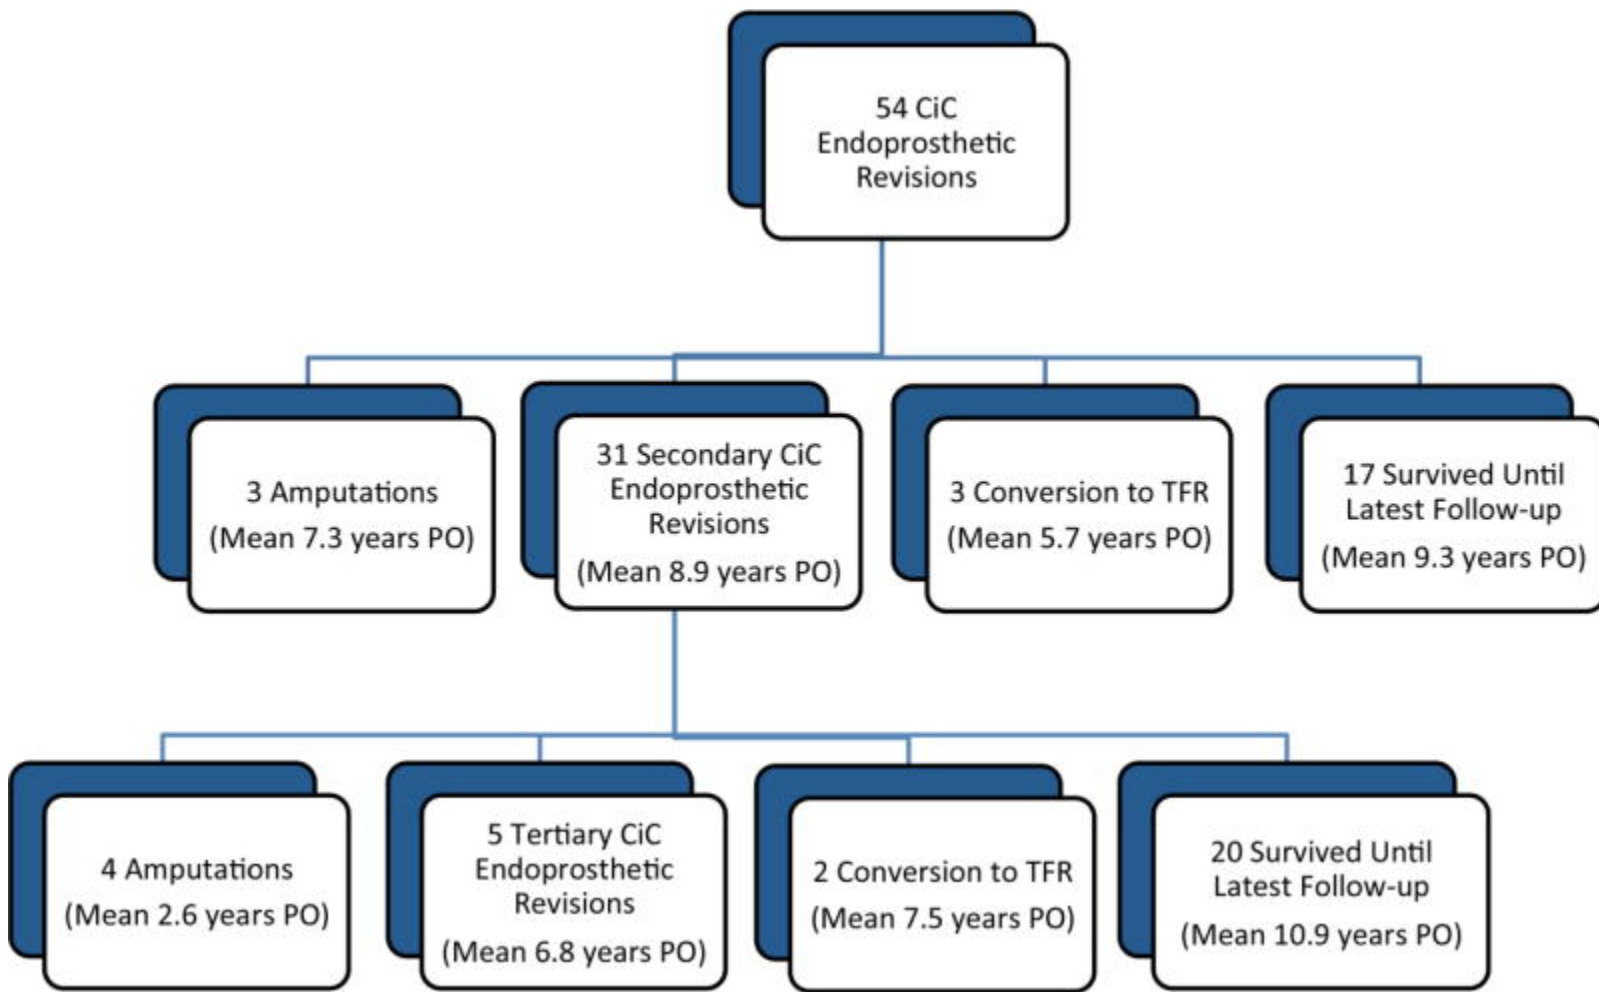 54 CiC
Endoprosthetic
Revisions
3 Amputations
(Mean 7.3 years PO)
31 Secondary CiC
Endoprosthetic
Revisions
(Mean 8.9 years PO)
3 Conversion to TFR
(Mean 5.7 years PO)
17 Survived Until
Latest Follow-up
(Mean 9.3 years PO)
4 Amputations
(Mean 2.6 years PO)
5 Tertiary CiC
Endoprosthetic
Revisions
(Mean 6.8 years PO)
2 Conversion to TFR
(Mean 7.5 years PO)
20 Survived Until
Latest Follow-up
(Mean 10.9 years PO)